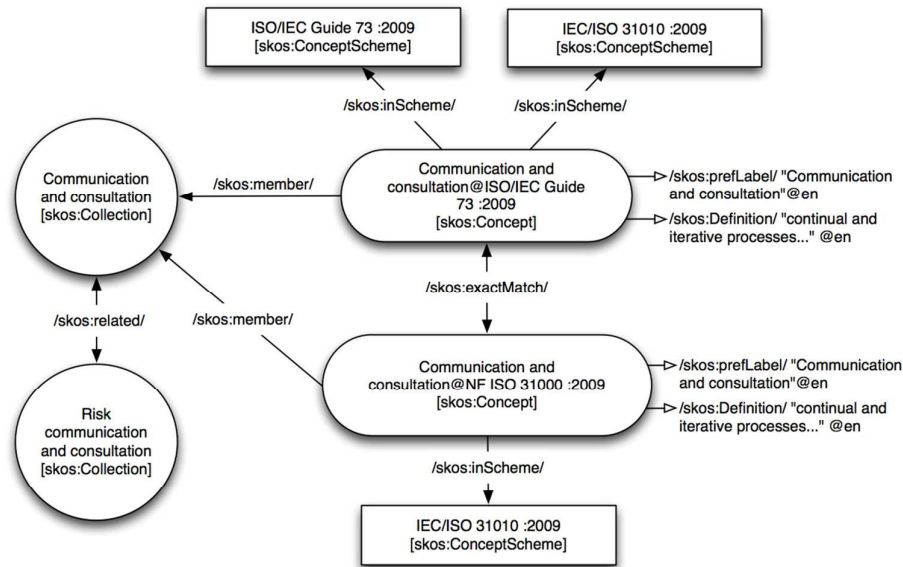 ISO/IEC Guide 73 :2009
[skos:ConceptScheme]
IEC/ISO 31010 :2009
[skos:ConceptScheme]
/skos:inScheme/
/skos:inScheme/
Communication
and consultation
[skos:Collection]
/skos:member/
Communication and
consultation@ISO/IEC Guide
73 :2009
[skos:Concept]
/skos:prefLabel/ "Communication
and consultation"@en
/skos:Definition/ "continual and
iterative processes..." @en
/skos:exactMatch/
/skos:related/
/skos:member/
Communication and
consultation@NF ISO 31000 :2009
[skos:Concept]
/skos:prefLabel/ "Communication
and consultation"@en
/skos:Definition/ "continual and
iterative processes..." @en
Risk
communication
and consultation
[skos:Collection]
/skos:inScheme/
IEC/ISO 31010 :2009
[skos:ConceptScheme]